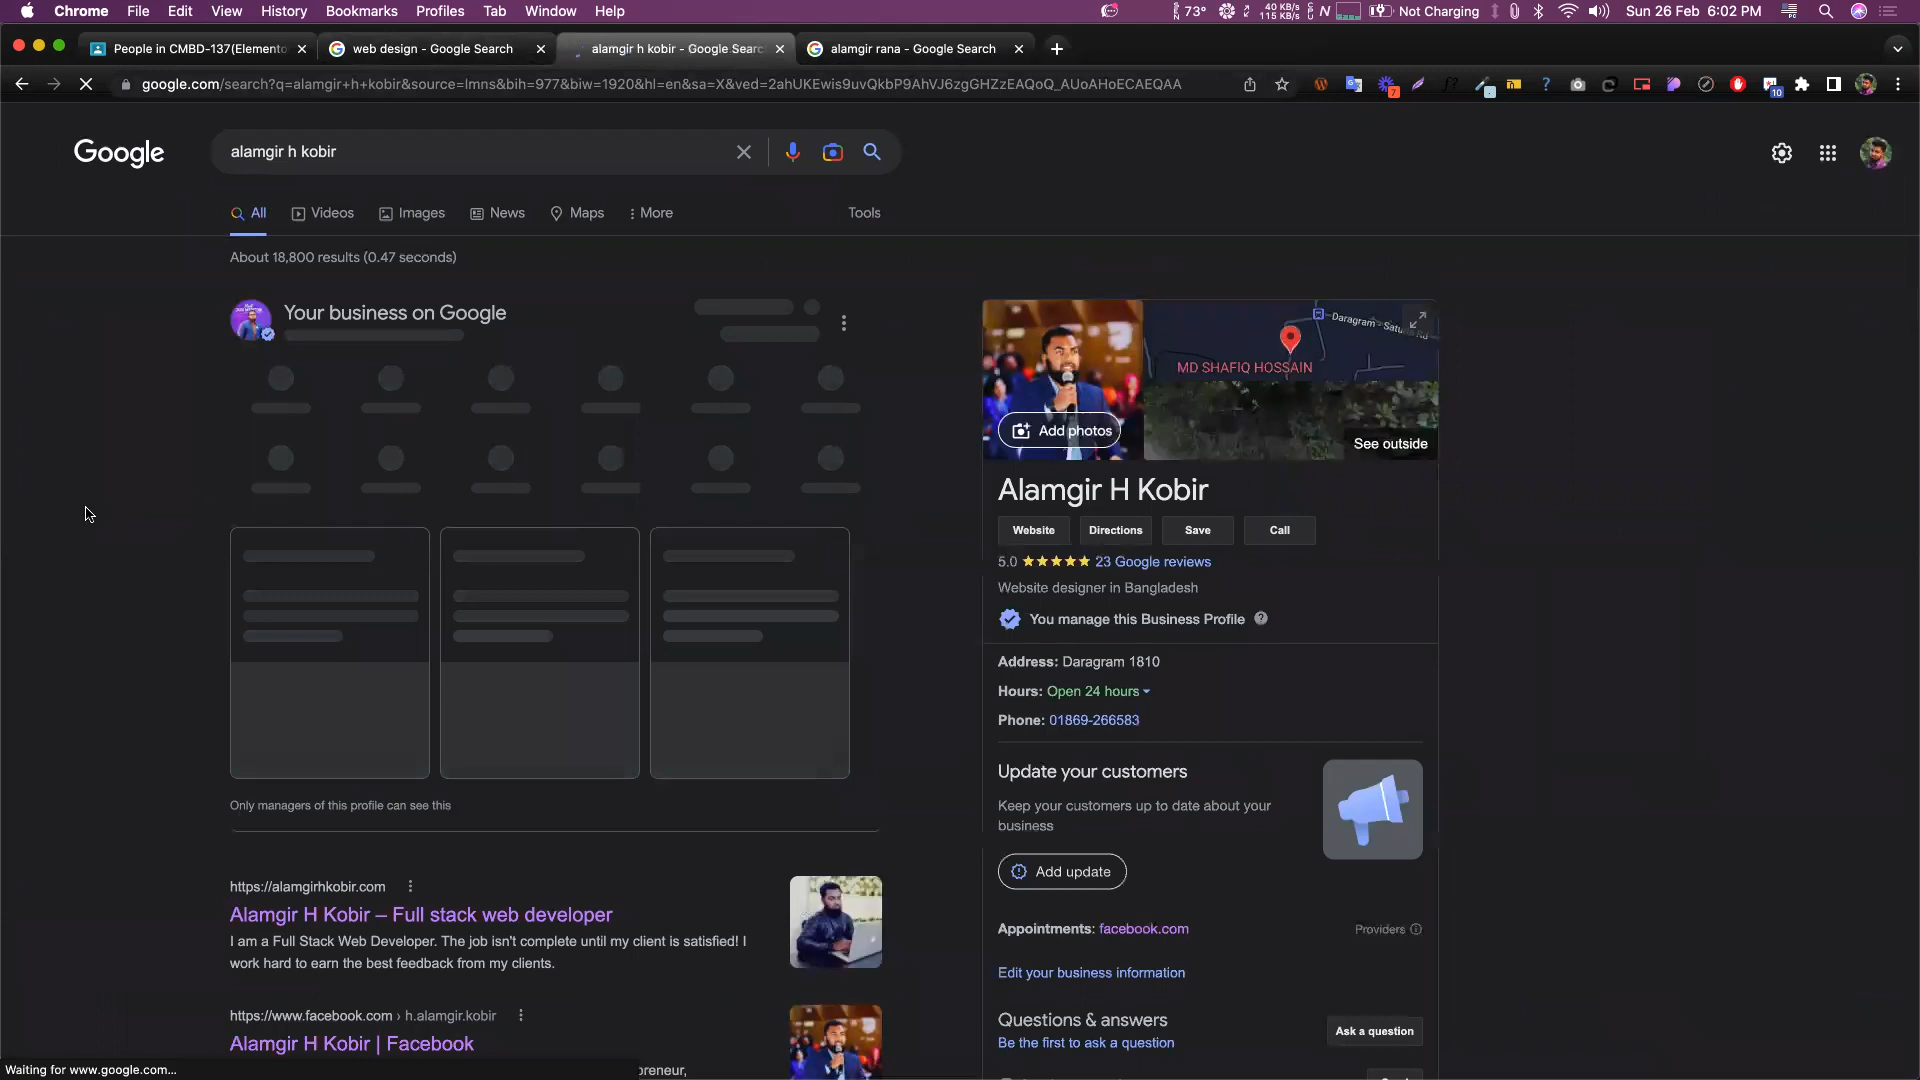 Chrome File Edit View History Bookmarks Profiles Tab Window Help
73° 40 KB/s 115 KB/s N Not Charging Sun 26 Feb 6:02 PM
People in CMBD-137(Elemento
web design - Google Search
alamgir h kobir - Google Searc
alamgir rana - Google Search
google.com/search?q=alamgir+h+kobir&source=lmns&bih=977&biw=1920&hl=en&sa=X&ved=2ahUKEwis9uvQkbP9AhVJ6zgGHZzEAQoQ_AUoAHoECAEQAA
7
10
Google
alamgir h kobir
All Videos Images News Maps More Tools
About 18,800 results (0.47 seconds)
Your business on Google
Only managers of this profile can see this
https://alamgirhkobir.com
Alamgir H Kobir – Full stack web developer
I am a Full Stack Web Developer. The job isn't complete until my client is satisfied! I
work hard to earn the best feedback from my clients.
https://www.facebook.com › h.alamgir.kobir
Alamgir H Kobir | Facebook
preneur,
Waiting for www.google.com...
Daragram - Satu
MD SHAFIQ HOSSAIN
Add photos
See outside
Alamgir H Kobir
Website Directions Save Call
5.0 ★★★★★ 23 Google reviews
Website designer in Bangladesh
You manage this Business Profile
Address: Daragram 1810
Hours: Open 24 hours
Phone: 01869-266583
Update your customers
Keep your customers up to date about your
business
Add update
Appointments: facebook.com Providers
Edit your business information
Questions & answers
Be the first to ask a question
Ask a question